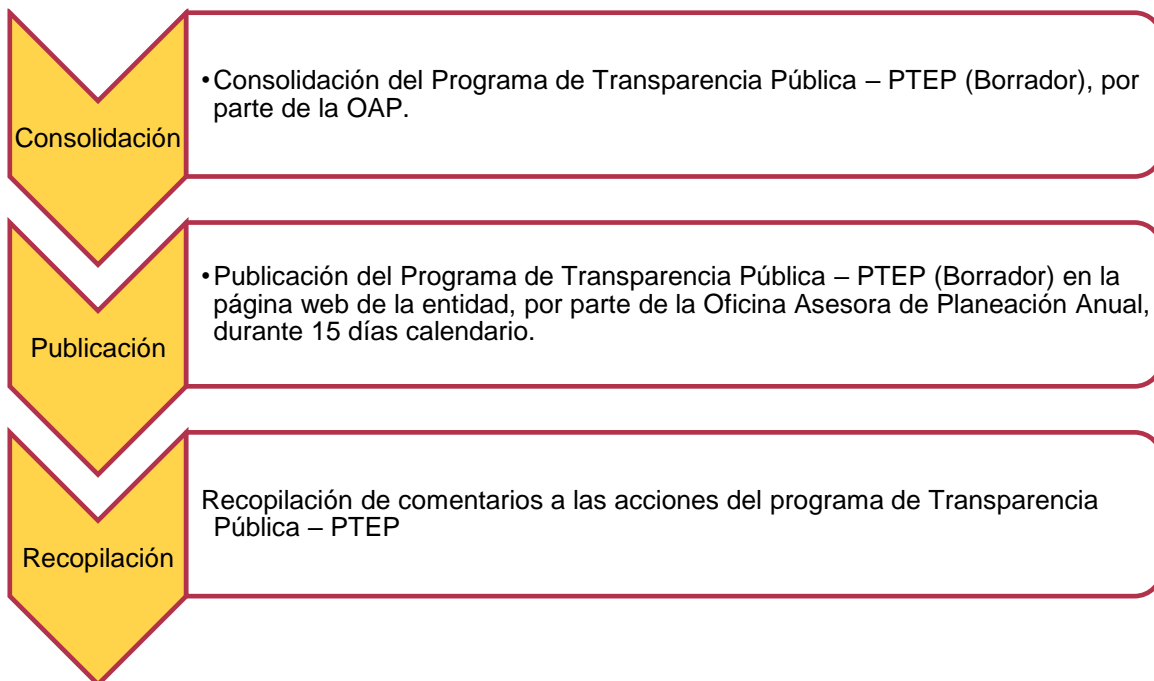 Consolidación
•Consolidación del Programa de Transparencia Pública – PTEP (Borrador), por
parte de la OAP.
Publicación
•Publicación del Programa de Transparencia Pública – PTEP (Borrador) en la
página web de la entidad, por parte de la Oficina Asesora de Planeación Anual,
durante 15 días calendario.
Recopilación
Recopilación de comentarios a las acciones del programa de Transparencia
Pública – PTEP